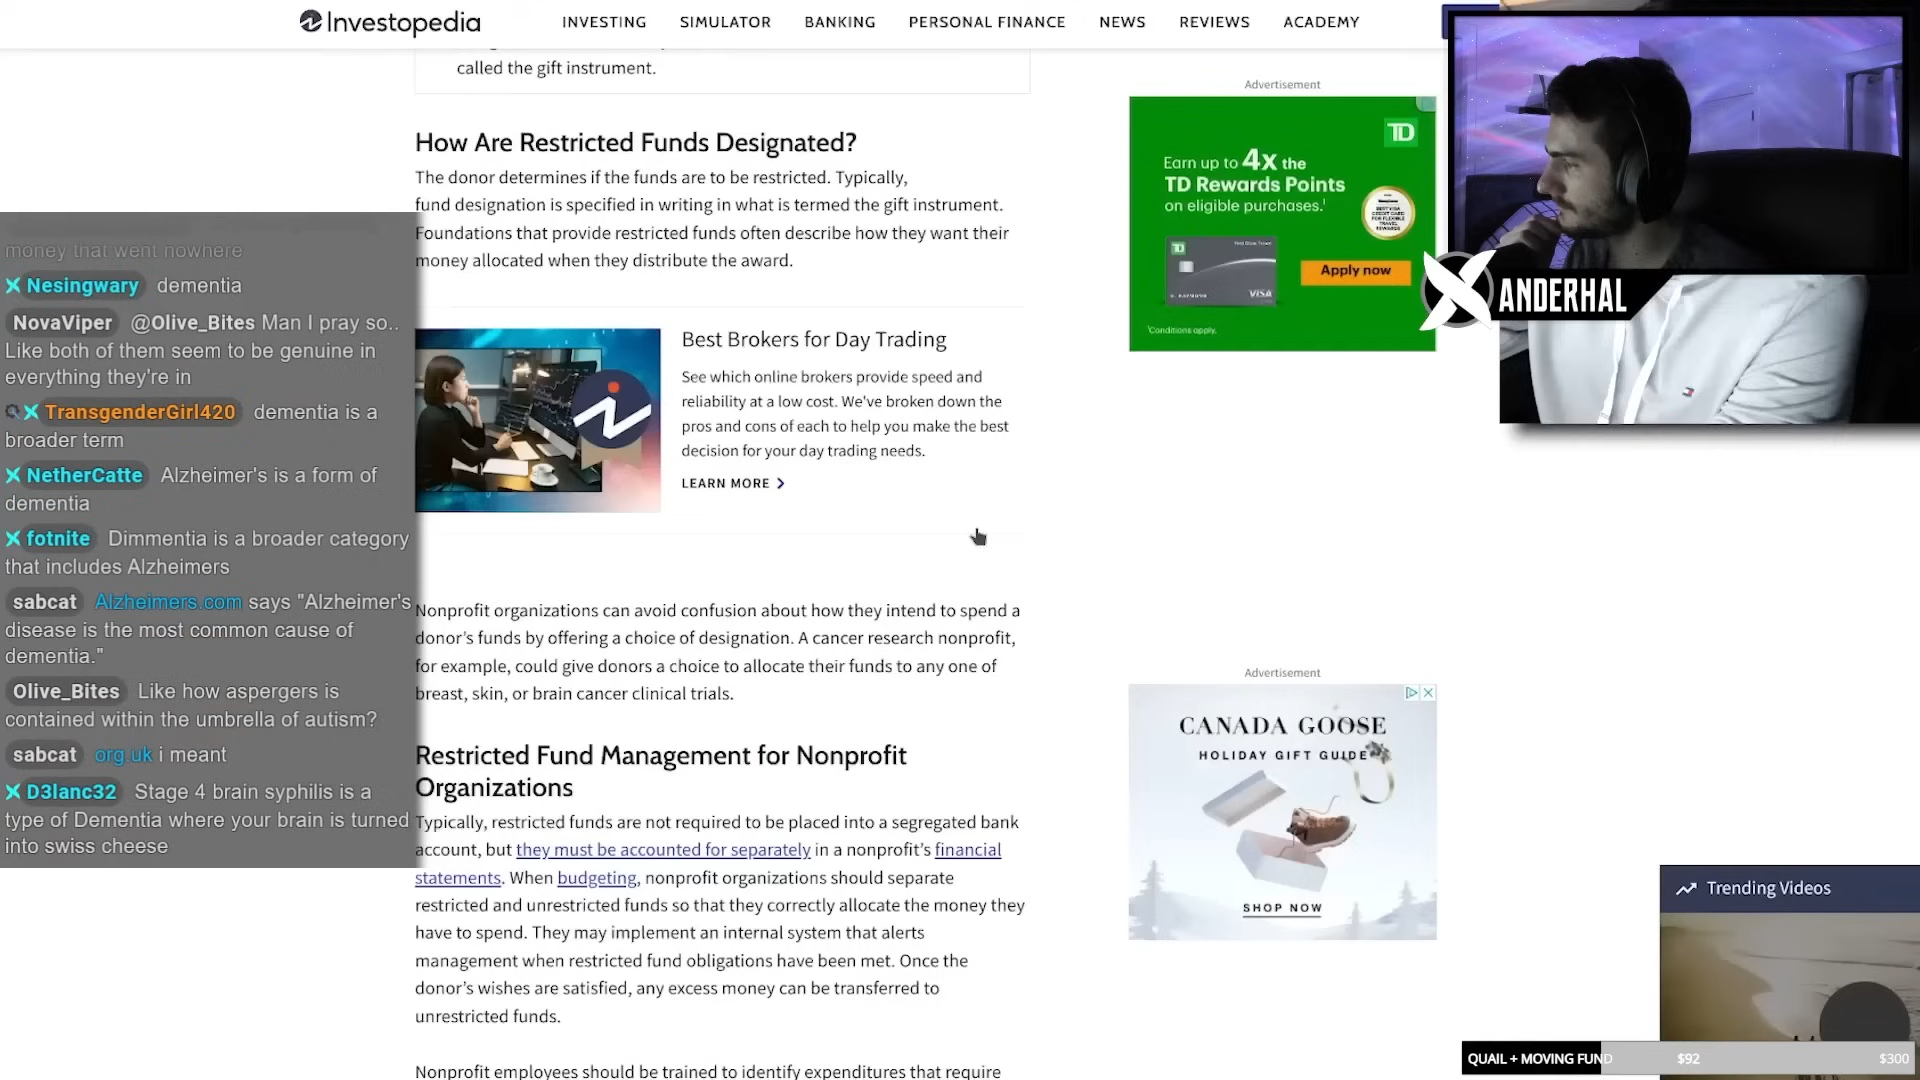 Investopedia
INVESTING
SIMULATOR
BANKING
PERSONAL FINANCE
NEWS
REVIEWS
ACADEMY
called the gift instrument.
How Are Restricted Funds Designated?
The donor determines if the funds are to be restricted. Typically,
fund designation is specified in writing in what is termed the gift instrument.
Foundations that provide restricted funds often describe how they want their
money allocated when they distribute the award.
Best Brokers for Day Trading
See which online brokers provide speed and
reliability at a low cost. We've broken down the
pros and cons of each to help you make the best
decision for your day trading needs.
LEARN MORE
Nonprofit organizations can avoid confusion about how they intend to spend a
donor's funds by offering a choice of designation. A cancer research nonprofit,
for example, could give donors a choice to allocate their funds to any one of
breast, skin, or brain cancer clinical trials.
Restricted Fund Management for Nonprofit
Organizations
Typically, restricted funds are not required to be placed into a segregated bank
account, but they must be accounted for separately in a nonprofit's financial
statements. When budgeting, nonprofit organizations should separate
restricted and unrestricted funds so that they correctly allocate the money they
have to spend. They may implement an internal system that alerts
management when restricted fund obligations have been met. Once the
donor's wishes are satisfied, any excess money can be transferred to
unrestricted funds.
Nonprofit employees should be trained to identify expenditures that require
money that went nowhere
Nesingwary dementia
NovaViper @Olive_Bites Man I pray so..
Like both of them seem to be genuine in
everything they're in
TransgenderGirl420 dementia is a
broader term
NetherCatte Alzheimer's is a form of
dementia
fotnite Dimmentia is a broader category
that includes Alzheimers
sabcat Alzheimers.com says "Alzheimer's
disease is the most common cause of
dementia."
Olive_Bites Like how aspergers is
contained within the umbrella of autism?
sabcat org.uk i meant
D3lanc32 Stage 4 brain syphilis is a
type of Dementia where your brain is turned
into swiss cheese
Advertisement
TD
Earn up to 4x the
TD Rewards Points
on eligible purchases.¹
TD
VISA
Apply now
¹Conditions apply.
XANDERHAL
Advertisement
CANADA GOOSE
HOLIDAY GIFT GUIDE
SHOP NOW
Trending Videos
QUAIL + MOVING FUND
$92
$300